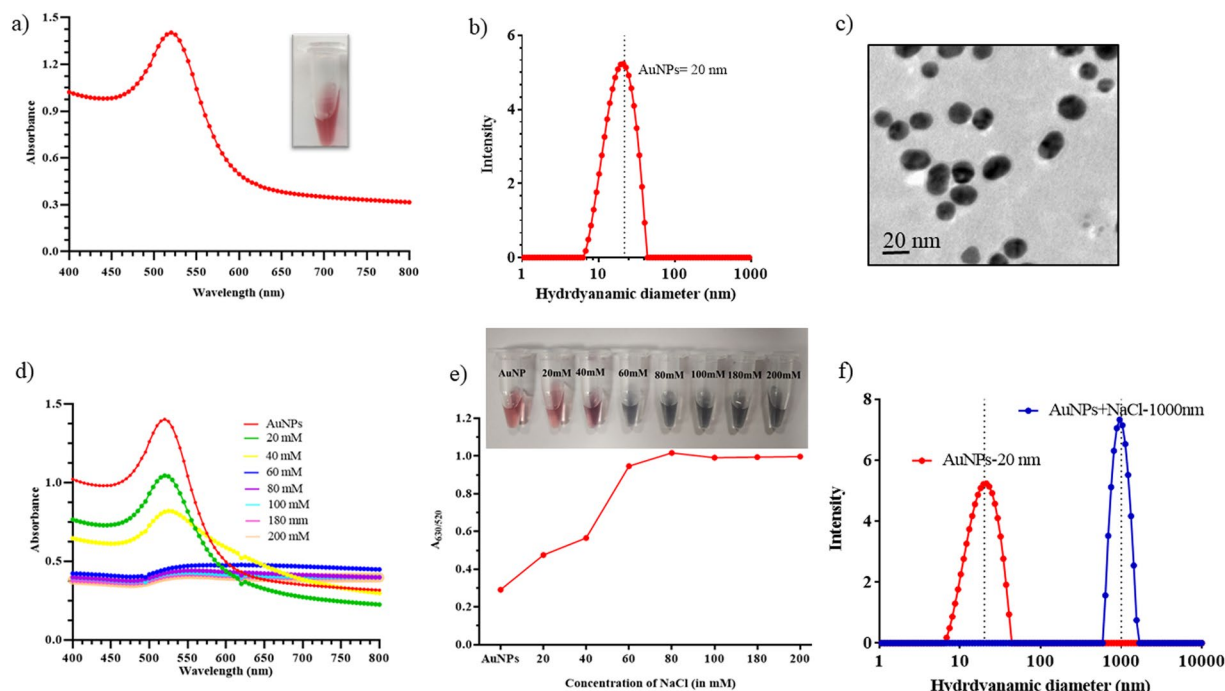 a)
1.5
1.2
0.9
0.6
0.3
0.0
Absorbance
400 450 500 550 600 650 700 750 800
Wavelength (nm)
b)
6
4
2
0
Intensity
AuNPs= 20 nm
1 10 100 1000
Hydrdyanamic diameter (nm)
c)
20 nm
d)
1.5
1.0
0.5
0.0
Absorbance
AuNPs
20 mM
40 mM
60 mM
80 mM
100 mM
180 mm
200 mM
400 450 500 550 600 650 700 750 800
Wavelength (nm)
e)
AuNP 20mM 40mM 60mM 80mM 100mM 180mM 200mM
1.2
1.0
0.8
0.6
0.4
0.2
0.0
A630/520
AuNPs 20 40 60 80 100 180 200
Concentration of NaCl (in mM)
f)
8
6
4
2
0
Intensity
AuNPs+NaCl-1000nm
AuNPs-20 nm
1 10 100 1000 10000
Hydrdyanamic diameter (nm)